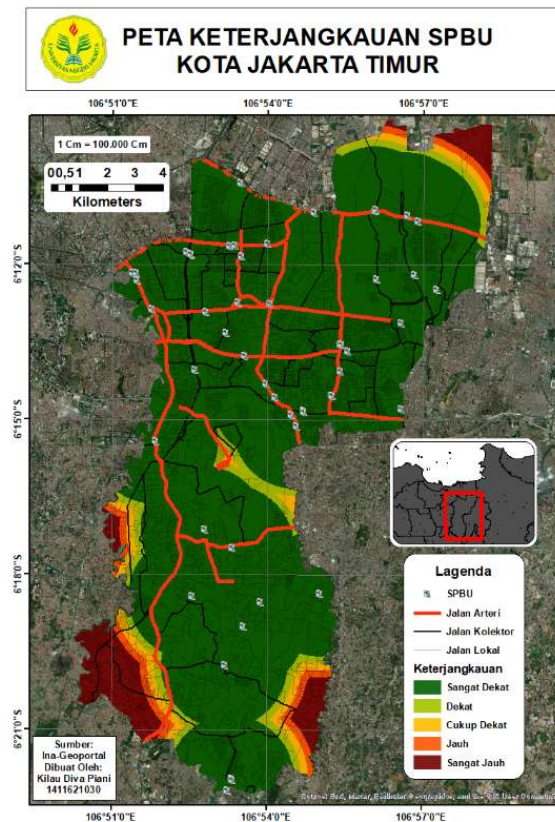 PETA KETERJANGKAUAN SPBU
KOTA JAKARTA TIMUR
106°51'0"E 106°54'0"E 106°57'0"E
1 Cm = 100.000 Cm
00,51 2 3 4
Kilometers
6°12'0"S
6°15'0"S
6°18'0"S
6°21'0"S
Lagenda
SPBU
Jalan Arteri
Jalan Kolektor
Jalan Lokal
Keterjangkauan
Sangat Dekat
Dekat
Cukup Dekat
Jauh
Sangat Jauh
Sumber:
Ina-Geoportal
Dibuat Oleh:
Kilau Diva Piani
1411621030
106°51'0"E 106°54'0"E 106°57'0"E